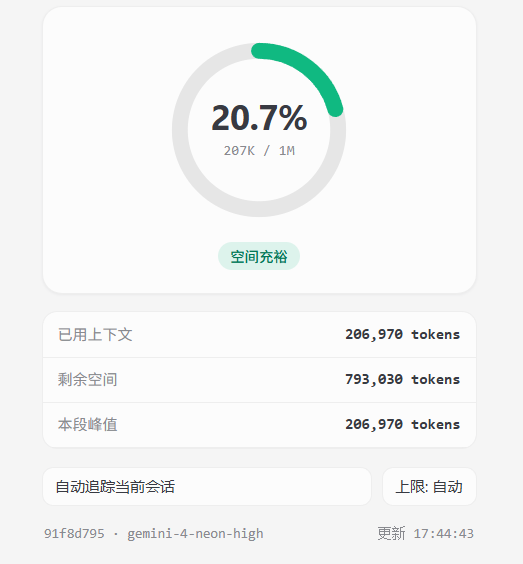 20.7%
207K / 1M
空间充裕
已用上下文 206,970 tokens
剩余空间 793,030 tokens
本段峰值 206,970 tokens
自动追踪当前会话 上限: 自动
91f8d795 · gemini-4-neon-high 更新 17:44:43